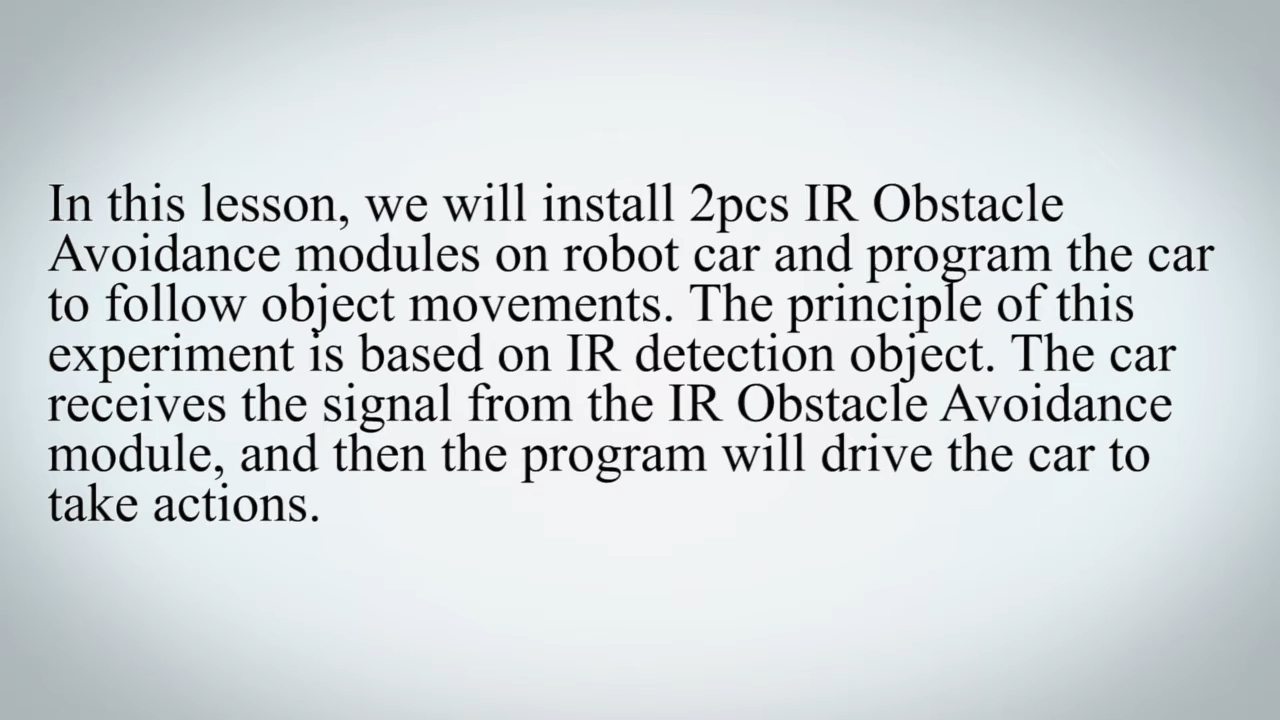 In this lesson, we will install 2pcs IR Obstacle
Avoidance modules on robot car and program the car
to follow object movements. The principle of this
experiment is based on IR detection object. The car
receives the signal from the IR Obstacle Avoidance
module, and then the program will drive the car to
take actions.